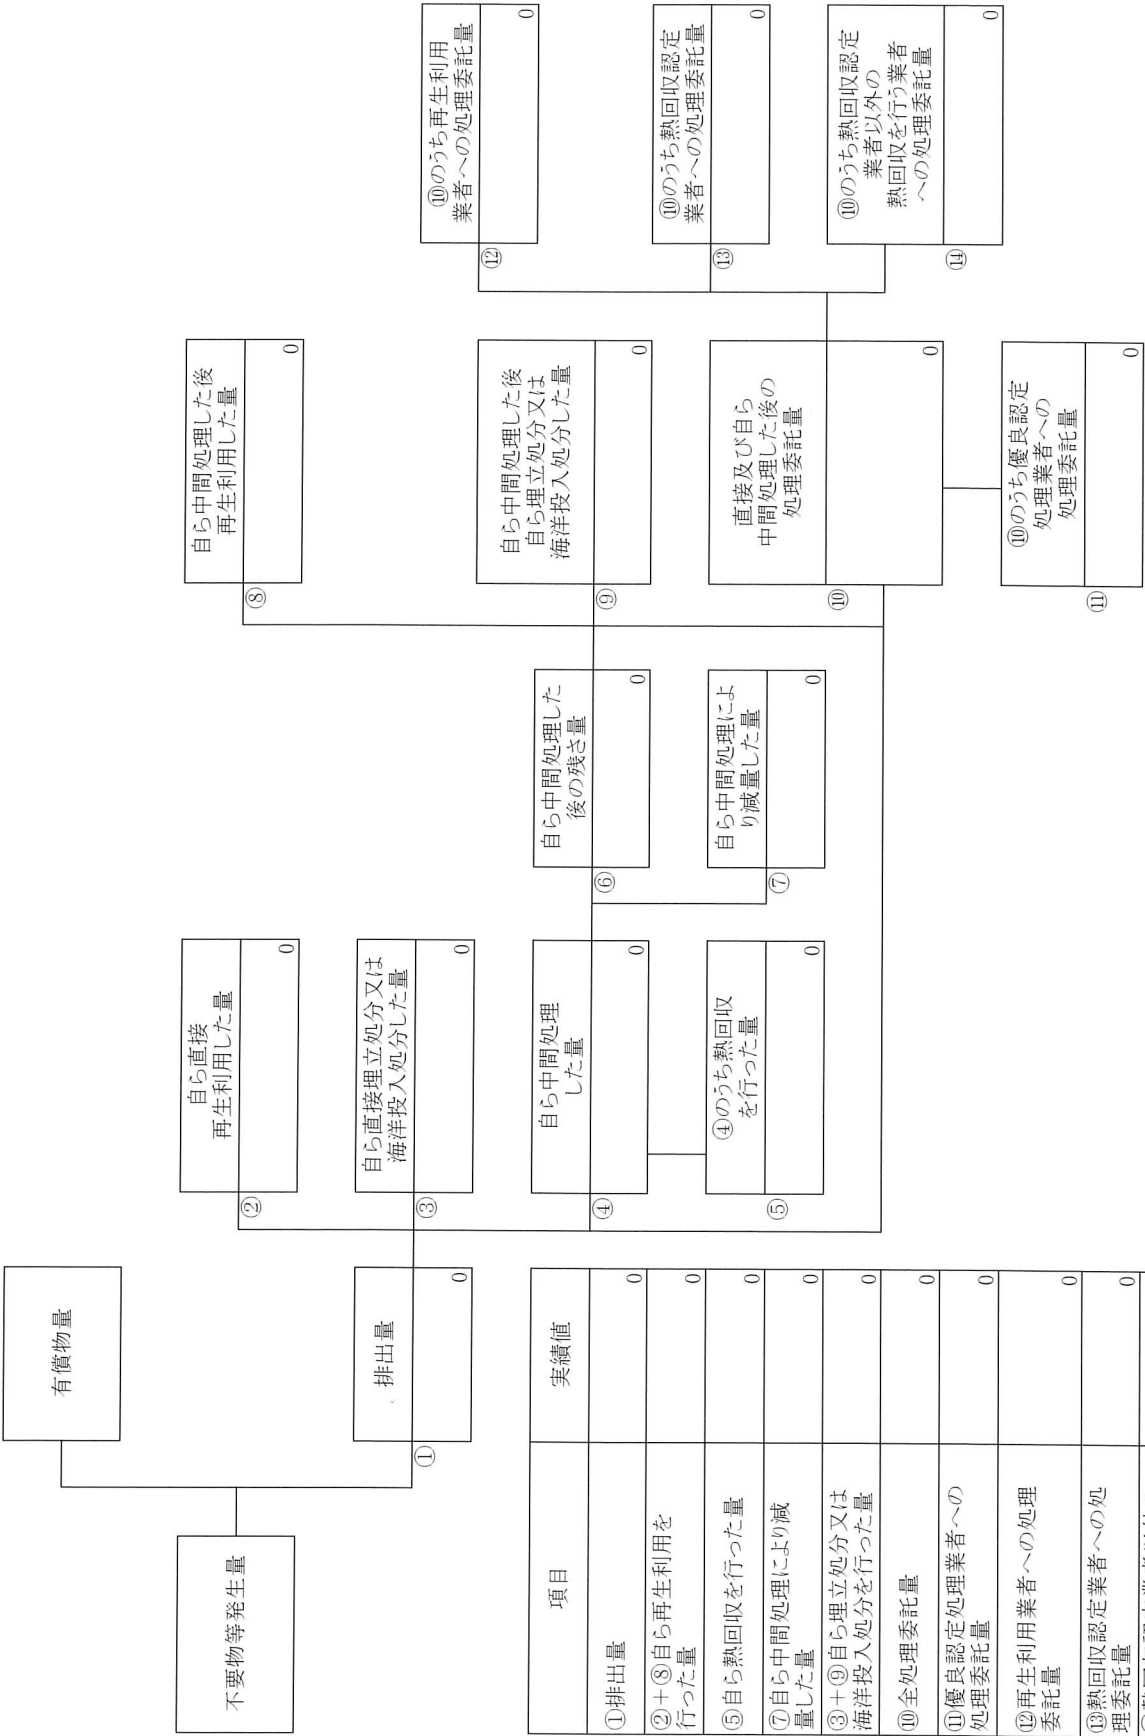 不要物等発生量
有償物量
①
排出量
0
②
自ら直接
再生利用した量
0
③
自ら直接埋立処分又は
海洋投入処分した量
0
④
自ら中間処理
した量
0
⑤
④のうち熱回収
を行った量
0
⑥
自ら中間処理した
後の残さ量
0
⑦
自ら中間処理によ
り減量した量
0
⑧
自ら中間処理した後
再生利用した量
0
⑨
自ら中間処理した後
自ら埋立処分又は
海洋投入処分した量
0
⑩
直接及び自ら
中間処理した後の
処理委託量
0
⑪
⑩のうち優良認定
処理業者への
処理委託量
0
⑫
⑩のうち再生利用
業者への処理委託量
0
⑬
⑩のうち熱回収認定
業者への処理委託量
0
⑭
⑩のうち熱回収認定
業者以外の
熱回収を行う業者
への処理委託量
0
項目 実績値
①排出量 0
②+⑧自ら再生利用を
行った量 0
⑤自ら熱回収を行った量 0
⑦自ら中間処理により減
量した量 0
③+⑨自ら埋立処分又は
海洋投入処分を行った量 0
⑩全処理委託量 0
⑪優良認定処理業者への
処理委託量 0
⑫再生利用業者への処理
委託量 0
⑬熱回収認定業者への処
理委託量 0